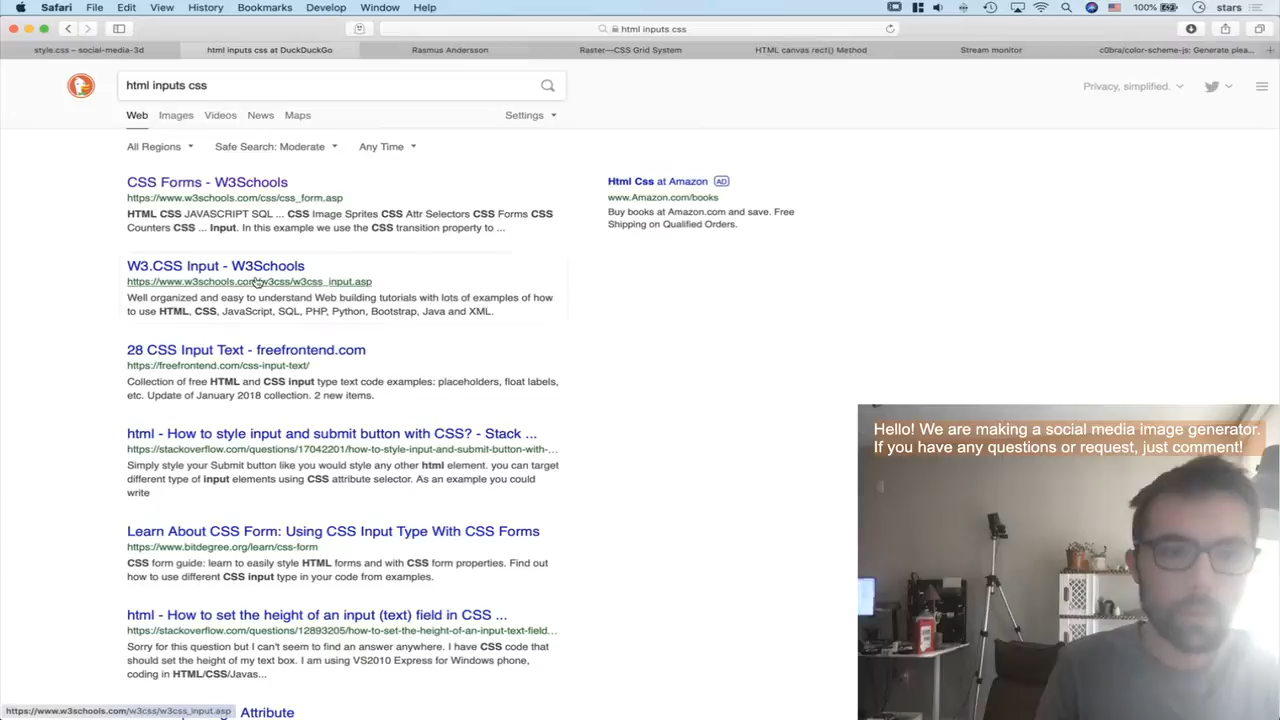 Safari File Edit View History Bookmarks Develop Window Help 100% stars
html inputs css
style.css – social-media-3d html inputs css at DuckDuckGo Rasmus Andersson Raster—CSS Grid System HTML canvas rect() Method Stream monitor c0bra/color-scheme-js: Generate plea...
html inputs css
Privacy, simplified.
Web Images Videos News Maps Settings
All Regions Safe Search: Moderate Any Time
CSS Forms - W3Schools
https://www.w3schools.com/css/css_form.asp
HTML CSS JAVASCRIPT SQL ... CSS Image Sprites CSS Attr Selectors CSS Forms CSS
Counters CSS ... Input. In this example we use the CSS transition property to ...
Html Css at Amazon AD
www.Amazon.com/books
Buy books at Amazon.com and save. Free
Shipping on Qualified Orders.
W3.CSS Input - W3Schools
https://www.w3schools.com/w3css/w3css_input.asp
Well organized and easy to understand Web building tutorials with lots of examples of how
to use HTML, CSS, JavaScript, SQL, PHP, Python, Bootstrap, Java and XML.
28 CSS Input Text - freefrontend.com
https://freefrontend.com/css-input-text/
Collection of free HTML and CSS input type text code examples: placeholders, float labels,
etc. Update of January 2018 collection. 2 new items.
html - How to style input and submit button with CSS? - Stack ...
https://stackoverflow.com/questions/17042201/how-to-style-input-and-submit-button-with-...
Simply style your Submit button like you would style any other html element. you can target
different type of input elements using CSS attribute selector. As an example you could
write
Learn About CSS Form: Using CSS Input Type With CSS Forms
https://www.bitdegree.org/learn/css-form
CSS form guide: learn to easily style HTML forms and with CSS form properties. Find out
how to use different CSS input type in your code from examples.
html - How to set the height of an input (text) field in CSS ...
https://stackoverflow.com/questions/12893205/how-to-set-the-height-of-an-input-text-field...
Sorry for this question but I can't seem to find an answer anywhere. I have CSS code that
should set the height of my text box. I am using VS2010 Express for Windows phone,
coding in HTML/CSS/Javas...
Attribute
https://www.w3schools.com/w3css/w3css_input.asp
Hello! We are making a social media image generator.
If you have any questions or request, just comment!